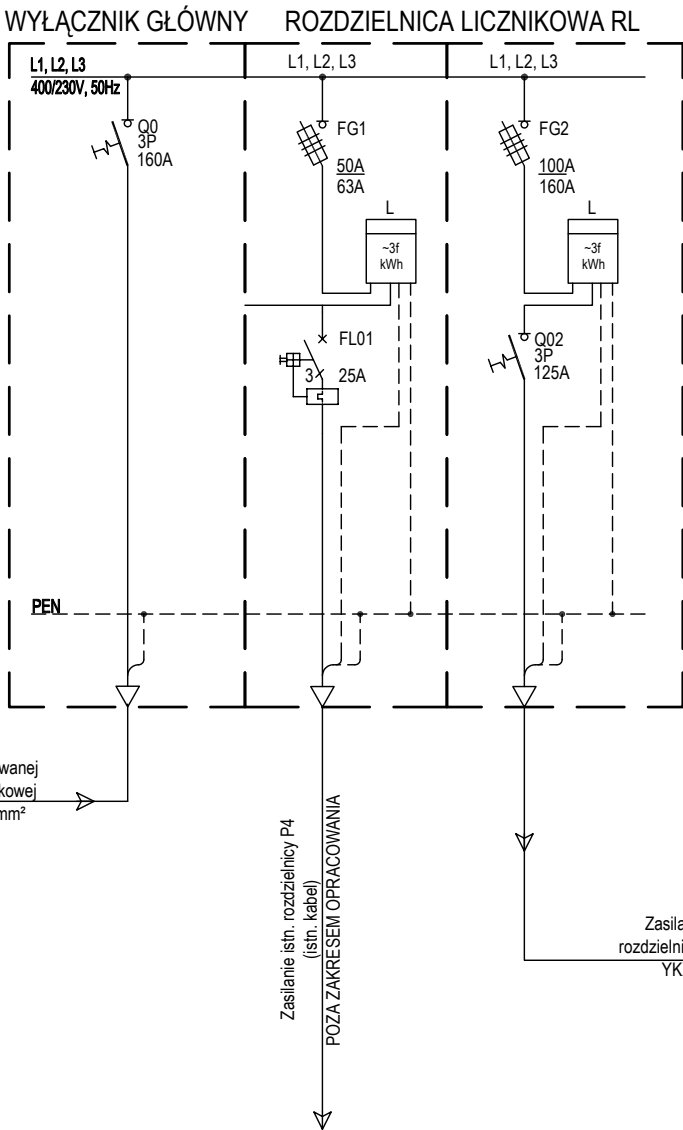 WYŁĄCZNIK GŁÓWNY
ROZDZIELNICA LICZNIKOWA RL
L1, L2, L3
400/230V, 50Hz
Q0
3P
160A
L1, L2, L3
FG1
50A
63A
L
~3f
kWh
FL01
3
25A
L1, L2, L3
FG2
100A
160A
L
~3f
kWh
Q02
3P
125A
PEN
wanej
kowej
mm²
Zasilanie istn. rozdzielnicy P4
(istn. kabel)
POZA ZAKRESEM OPRACOWANIA
Zasila
rozdzielni
YK